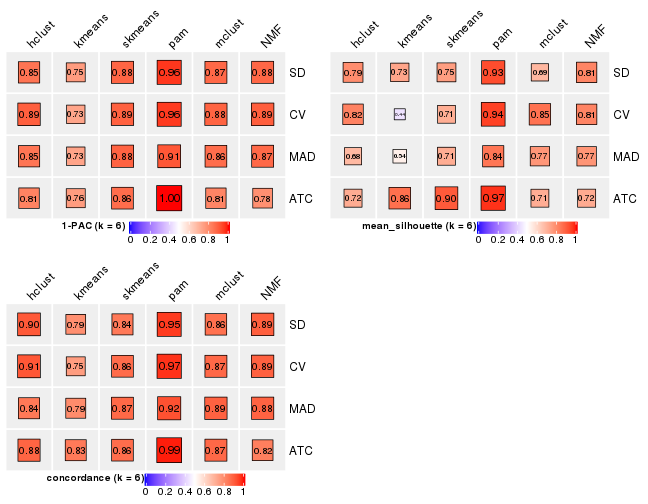 hclust kmeans skmeans pam mclust NMF
0.85 0.75 0.88 0.96 0.87 0.88 SD
0.89 0.73 0.89 0.96 0.88 0.89 CV
0.85 0.73 0.88 0.91 0.86 0.87 MAD
0.81 0.76 0.86 1.00 0.81 0.78 ATC
1-PAC (k = 6)
0 0.2 0.4 0.6 0.8 1
hclust kmeans skmeans pam mclust NMF
0.79 0.73 0.75 0.93 0.69 0.81 SD
0.82 0.44 0.71 0.94 0.85 0.81 CV
0.68 0.54 0.71 0.84 0.77 0.77 MAD
0.72 0.86 0.90 0.97 0.71 0.72 ATC
mean_silhouette (k = 6)
0 0.2 0.4 0.6 0.8 1
hclust kmeans skmeans pam mclust NMF
0.90 0.79 0.84 0.95 0.86 0.89 SD
0.91 0.75 0.86 0.97 0.87 0.89 CV
0.84 0.79 0.87 0.92 0.89 0.88 MAD
0.88 0.83 0.86 0.99 0.87 0.82 ATC
concordance (k = 6)
0 0.2 0.4 0.6 0.8 1